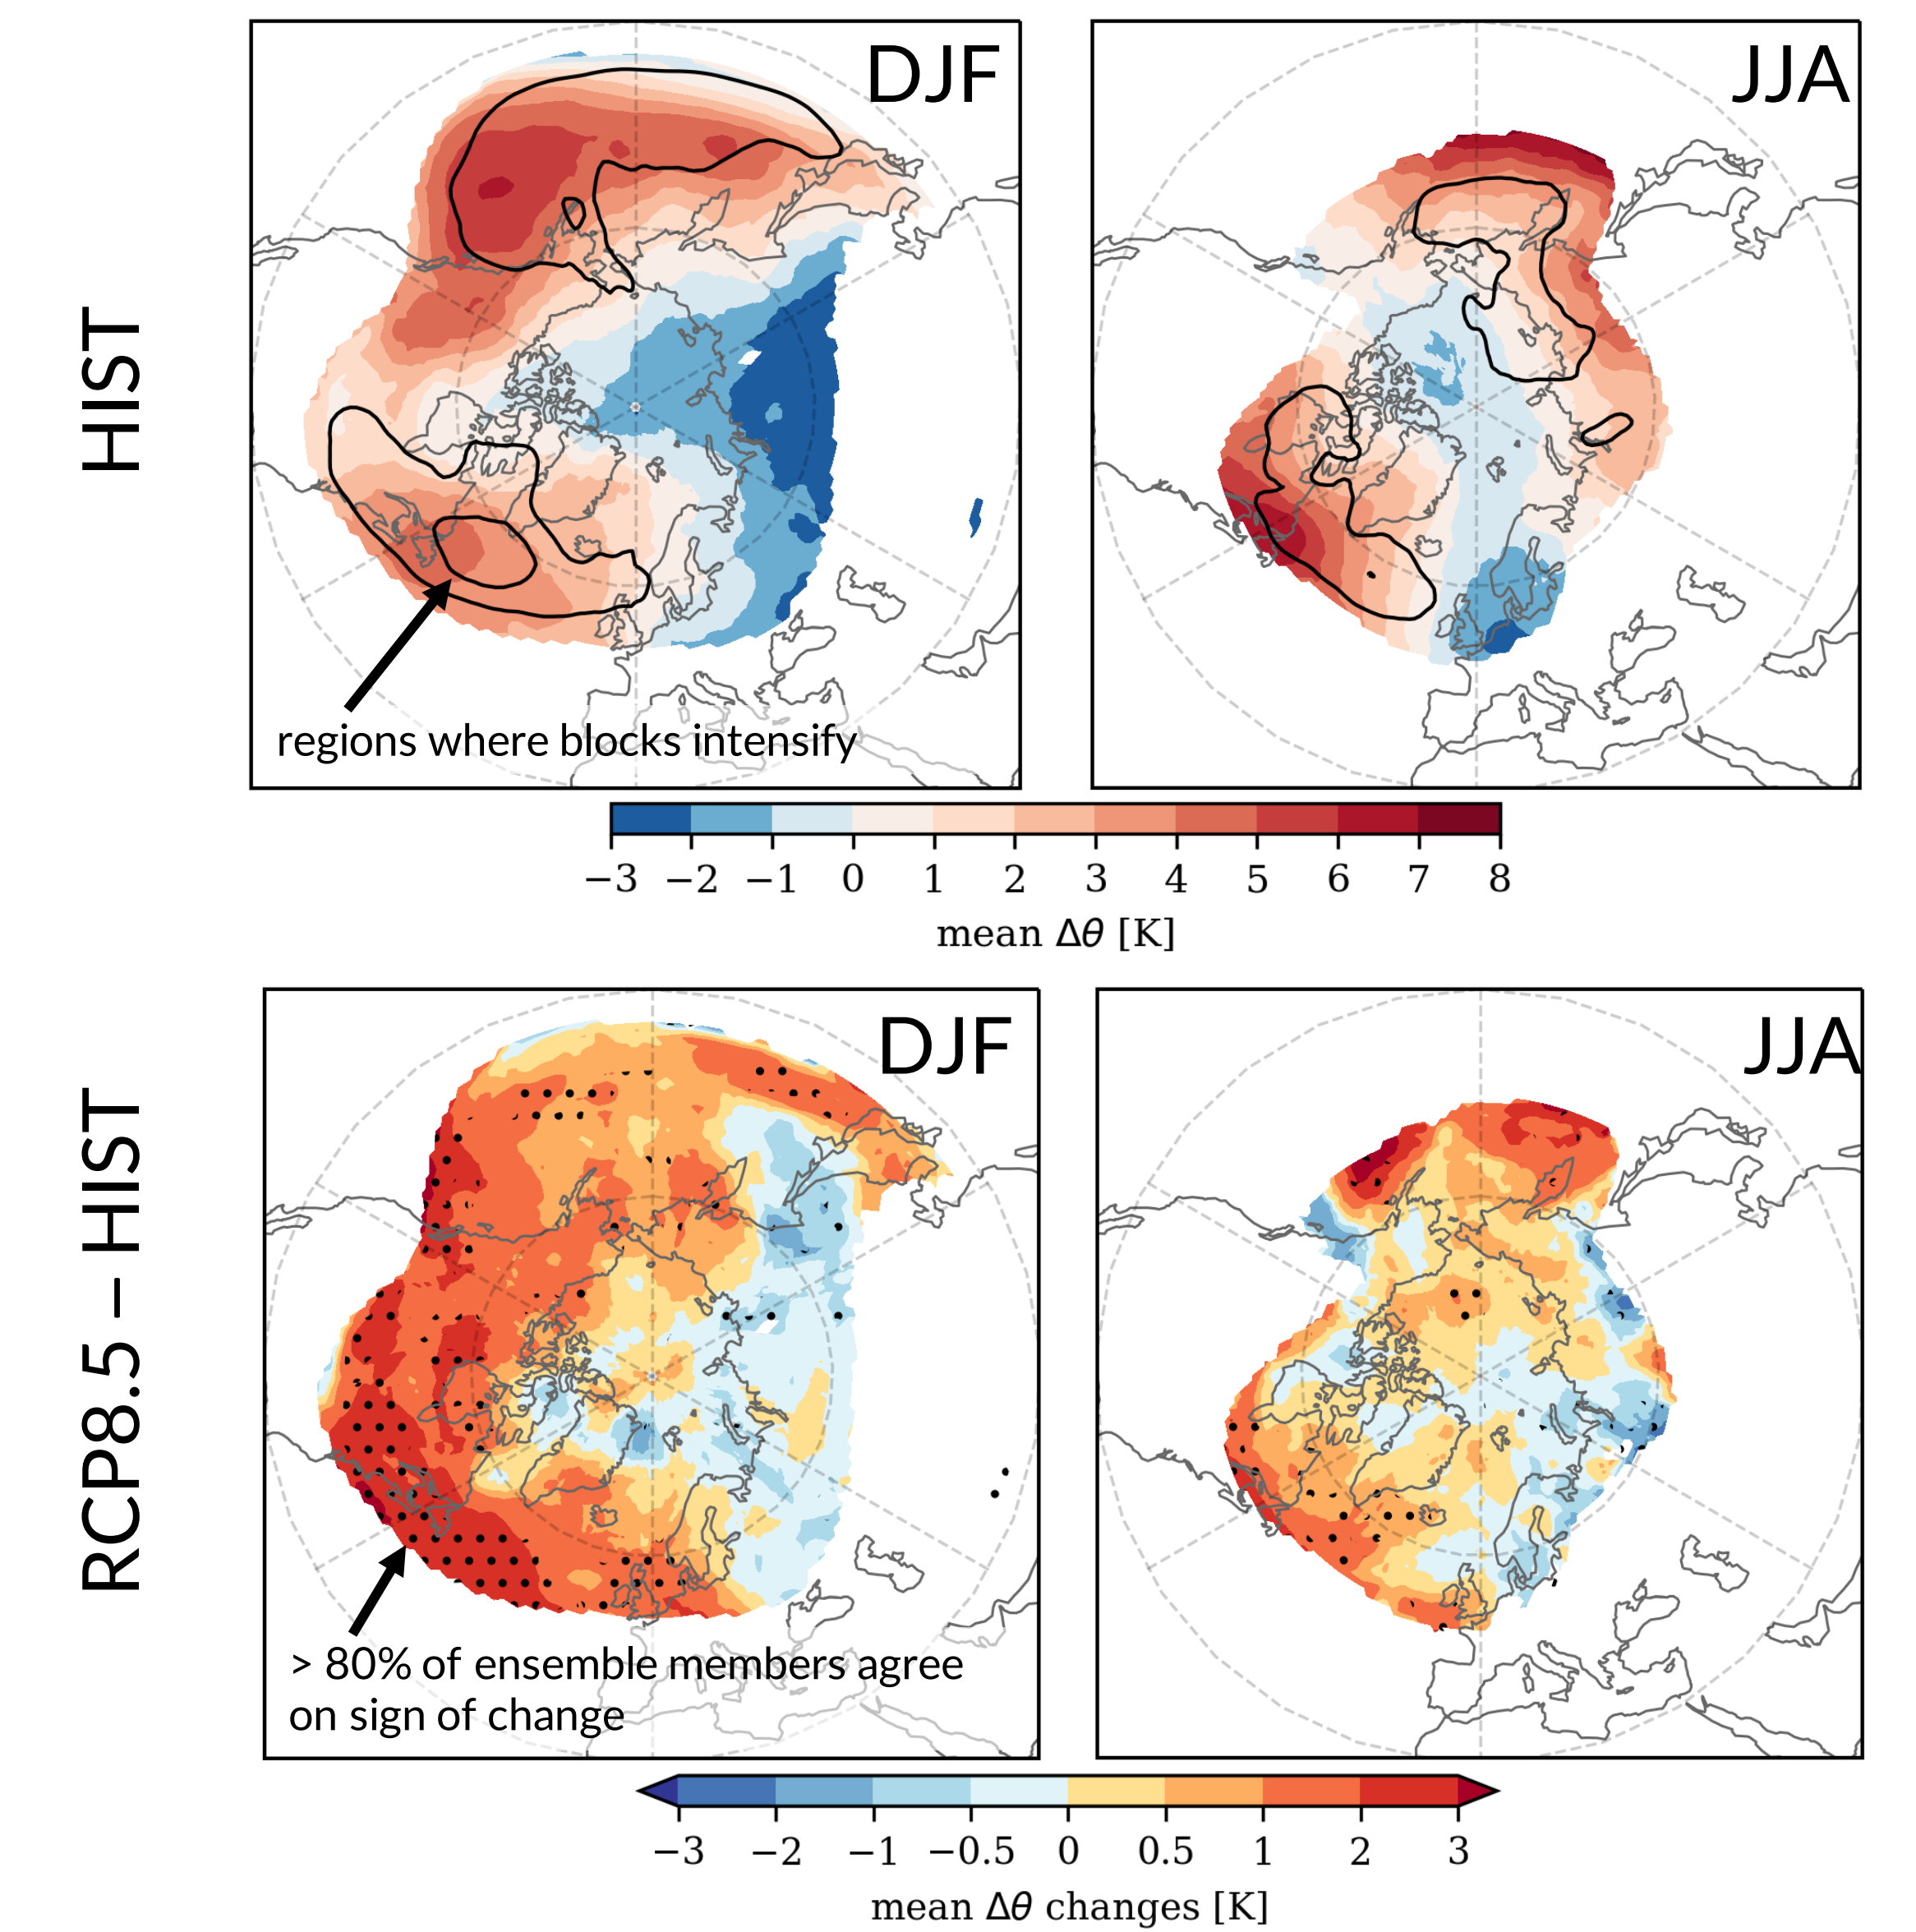 DJF
JJA
HIST
regions where blocks intensify
−3 −2 −1 0 1 2 3 4 5 6 7 8
mean Δθ [K]
DJF
JJA
RCP8.5 – HIST
> 80% of ensemble members agree
on sign of change
−3 −2 −1 −0.5 0 0.5 1 2 3
mean Δθ changes [K]